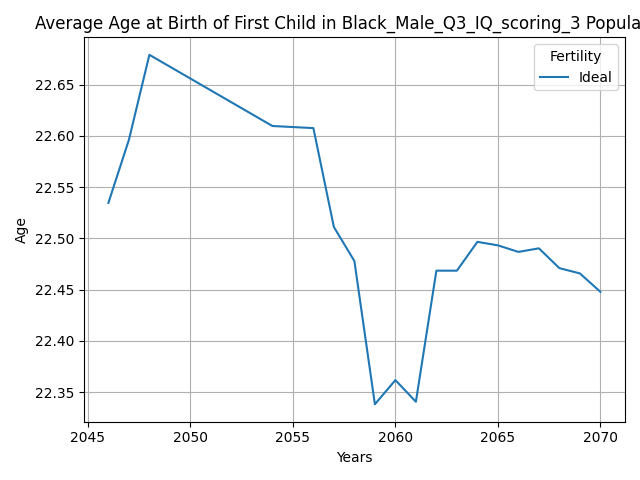 Average Age at Birth of First Child in Black_Male_Q3_IQ_scoring_3 Popula
Fertility
Ideal
22.65
22.60
22.55
22.50
22.45
22.40
22.35
Age
2045 2050 2055 2060 2065 2070
Years